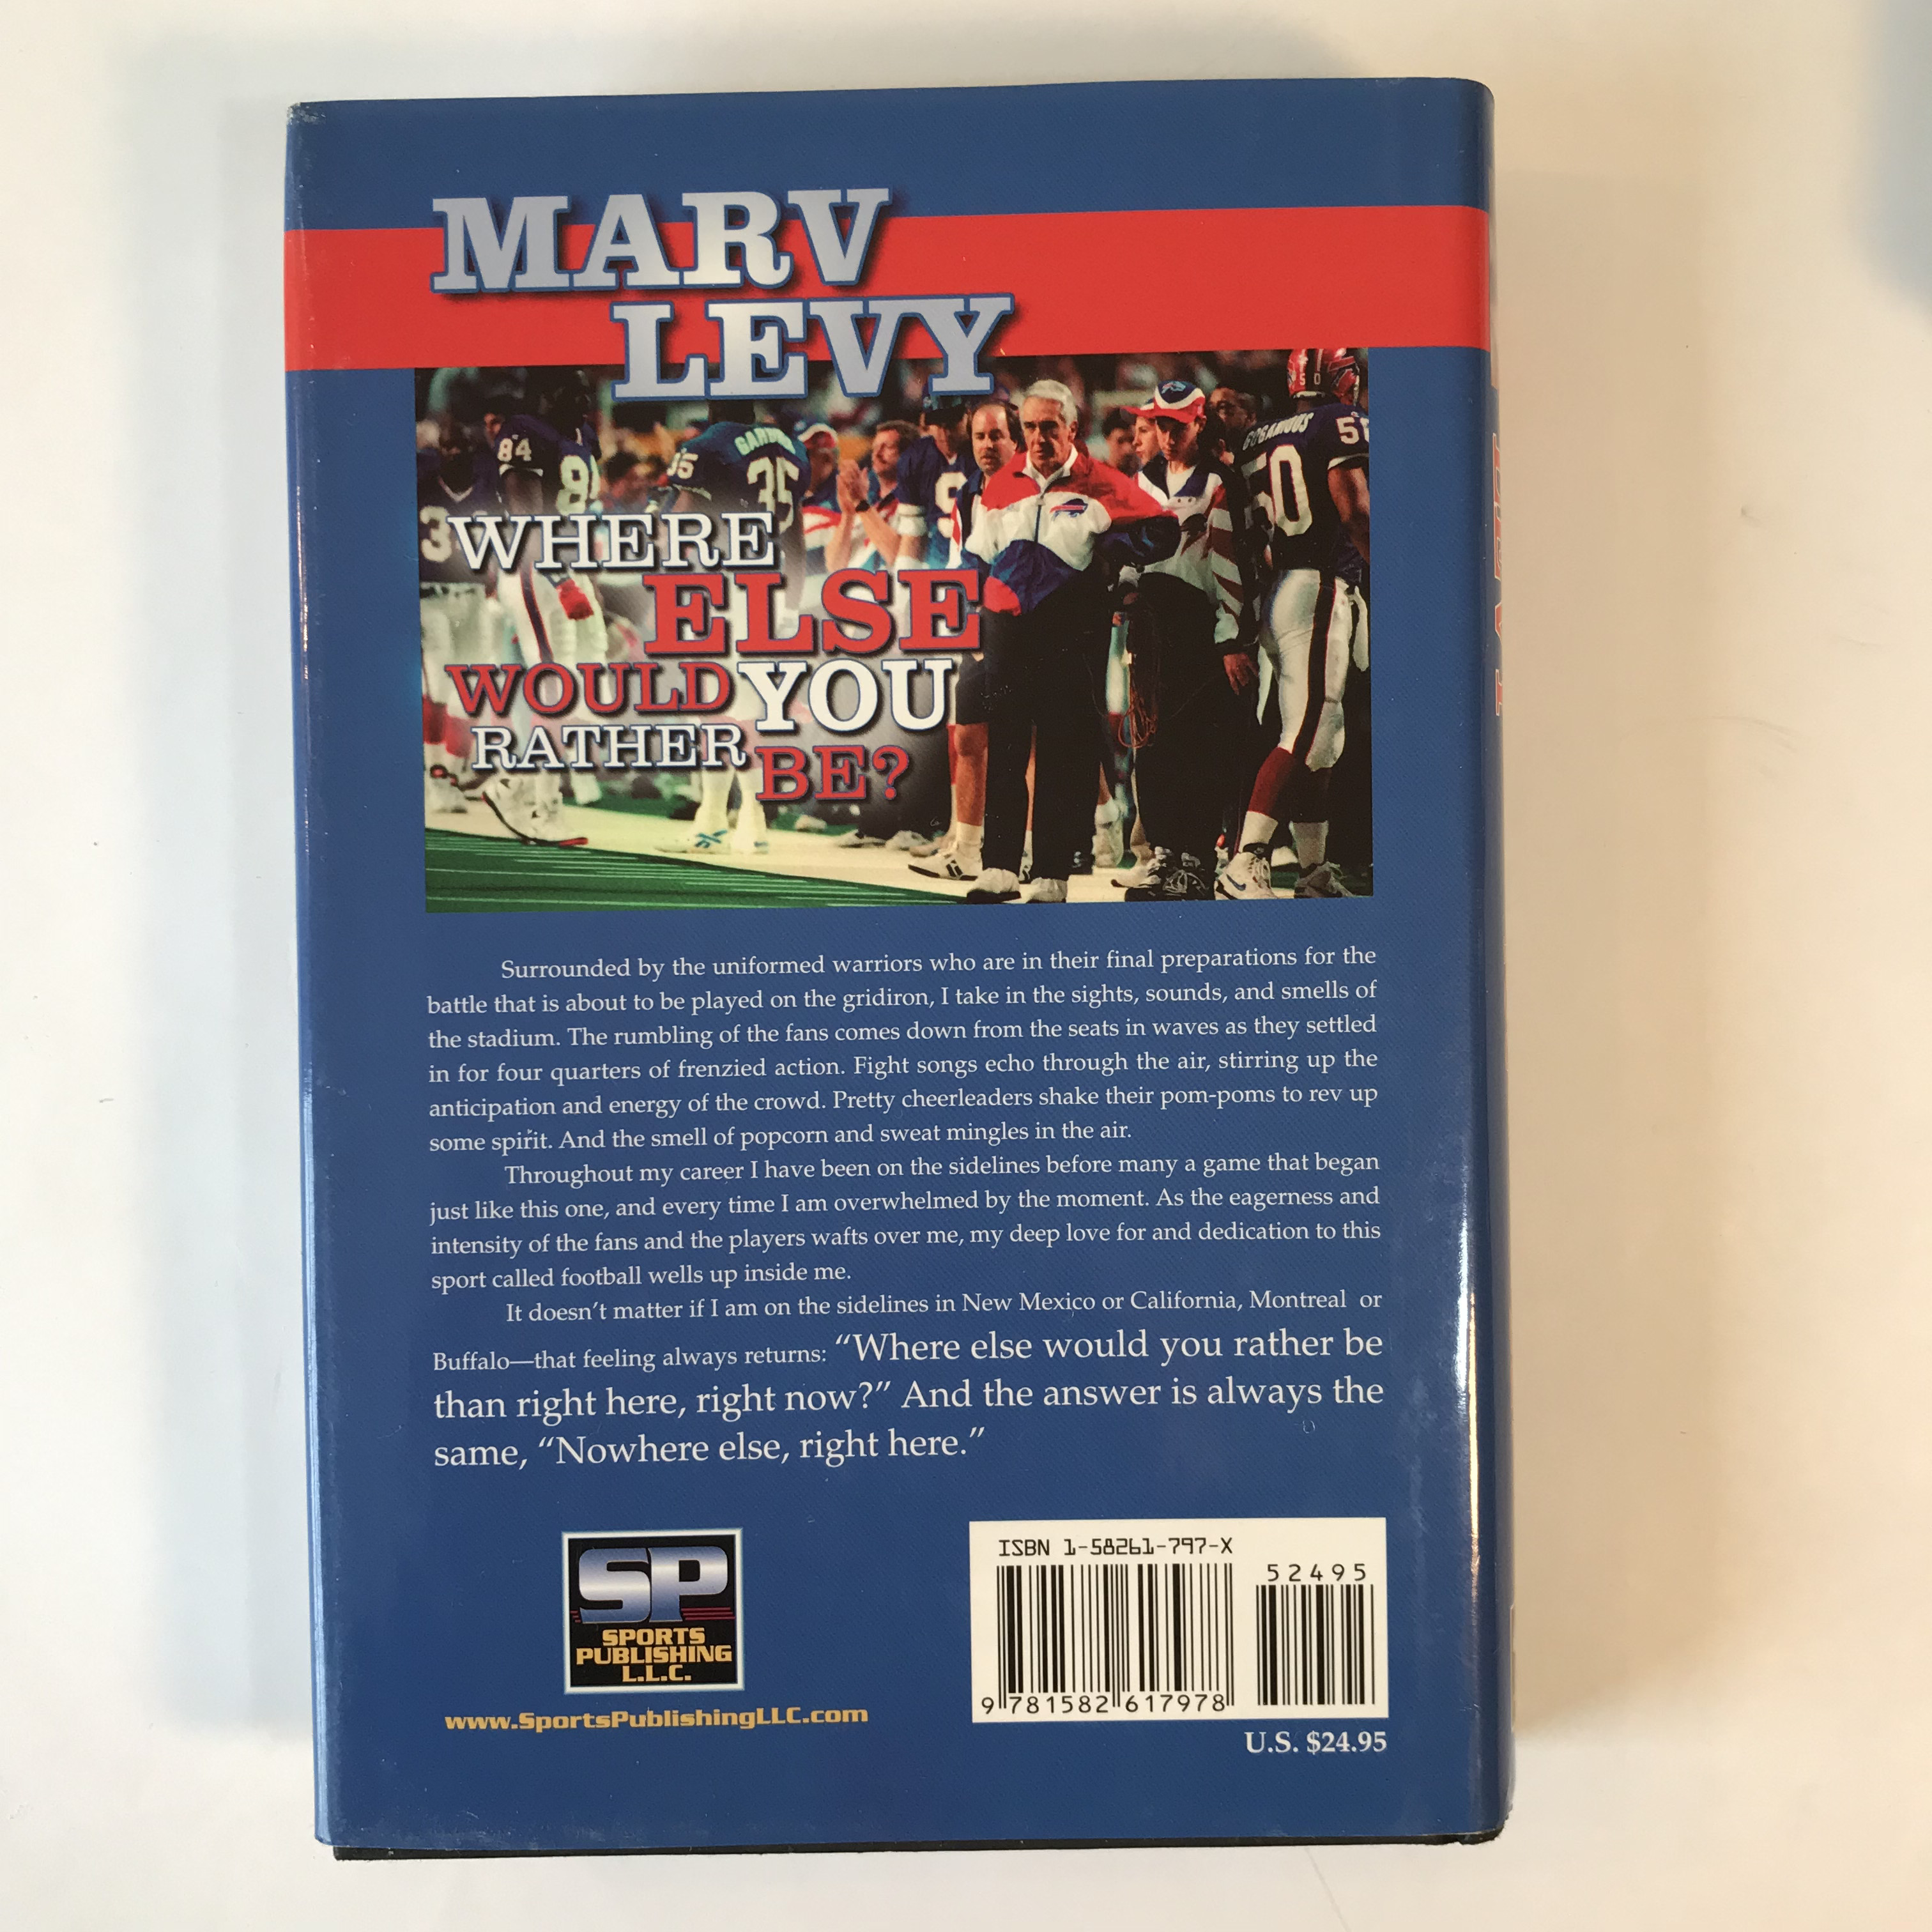 MARV
LEVY
84
84
GARDNER
35
35
GOGANIOUS
50
50
50
3
WHERE
ELSE
WOULD YOU
RATHER BE?
Surrounded by the uniformed warriors who are in their final preparations for the
battle that is about to be played on the gridiron, I take in the sights, sounds, and smells of
the stadium. The rumbling of the fans comes down from the seats in waves as they settled
in for four quarters of frenzied action. Fight songs echo through the air, stirring up the
anticipation and energy of the crowd. Pretty cheerleaders shake their pom-poms to rev up
some spirit. And the smell of popcorn and sweat mingles in the air.
Throughout my career I have been on the sidelines before many a game that began
just like this one, and every time I am overwhelmed by the moment. As the eagerness and
intensity of the fans and the players wafts over me, my deep love for and dedication to this
sport called football wells up inside me.
It doesn't matter if I am on the sidelines in New Mexico or California, Montreal or
Buffalo—that feeling always returns: “Where else would you rather be
than right here, right now?” And the answer is always the
same, “Nowhere else, right here.”
SP
SPORTS
PUBLISHING
L.L.C.
www.SportsPublishingLLC.com
ISBN 1-58261-797-X
52495
9 781582 617978
U.S. $24.95